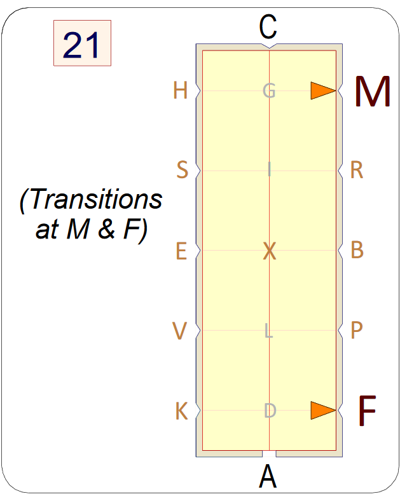 21
C
H G M
S I R
(Transitions
at M & F)
E X B
V L P
K D F
A